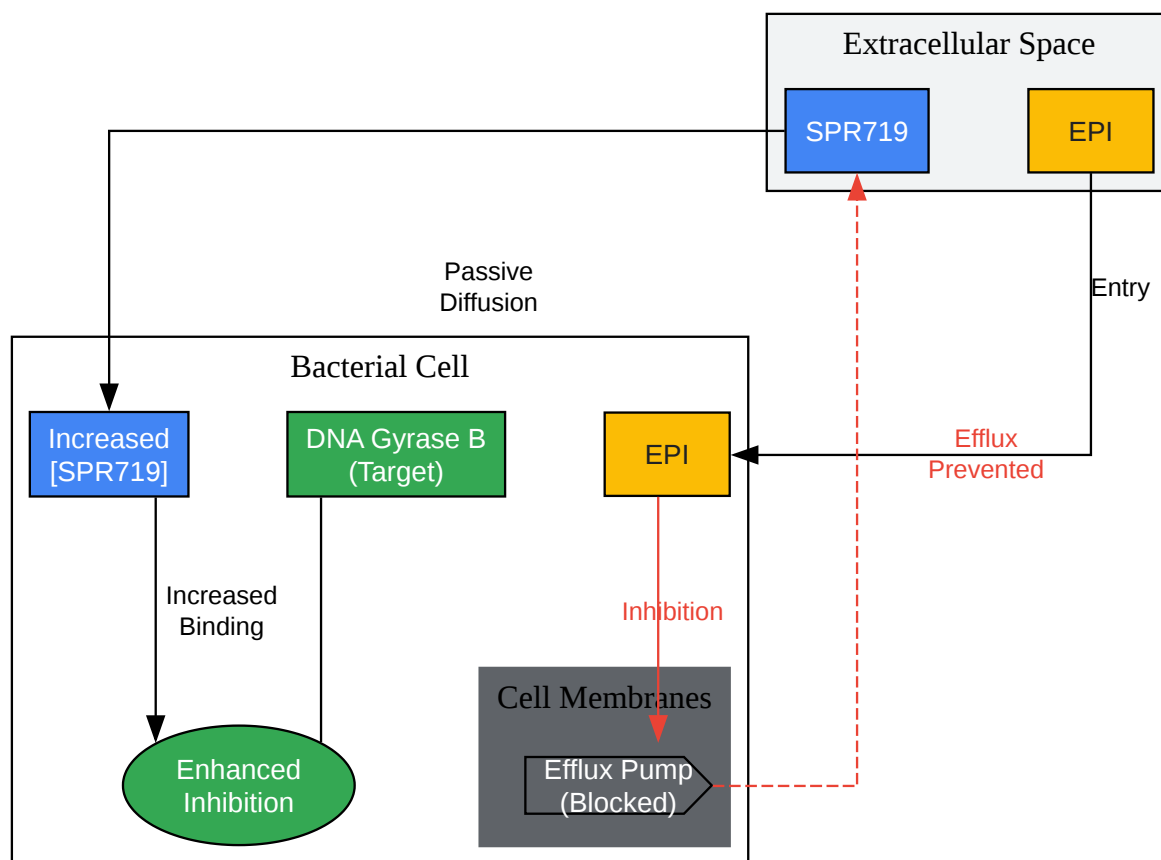 Extracellular Space
SPR719
EPI
Passive
Diffusion
Entry
Bacterial Cell
Increased
[SPR719]
DNA Gyrase B
(Target)
EPI
Efflux
Prevented
Increased
Binding
Inhibition
Cell Membranes
Enhanced
Inhibition
Efflux Pump
(Blocked)